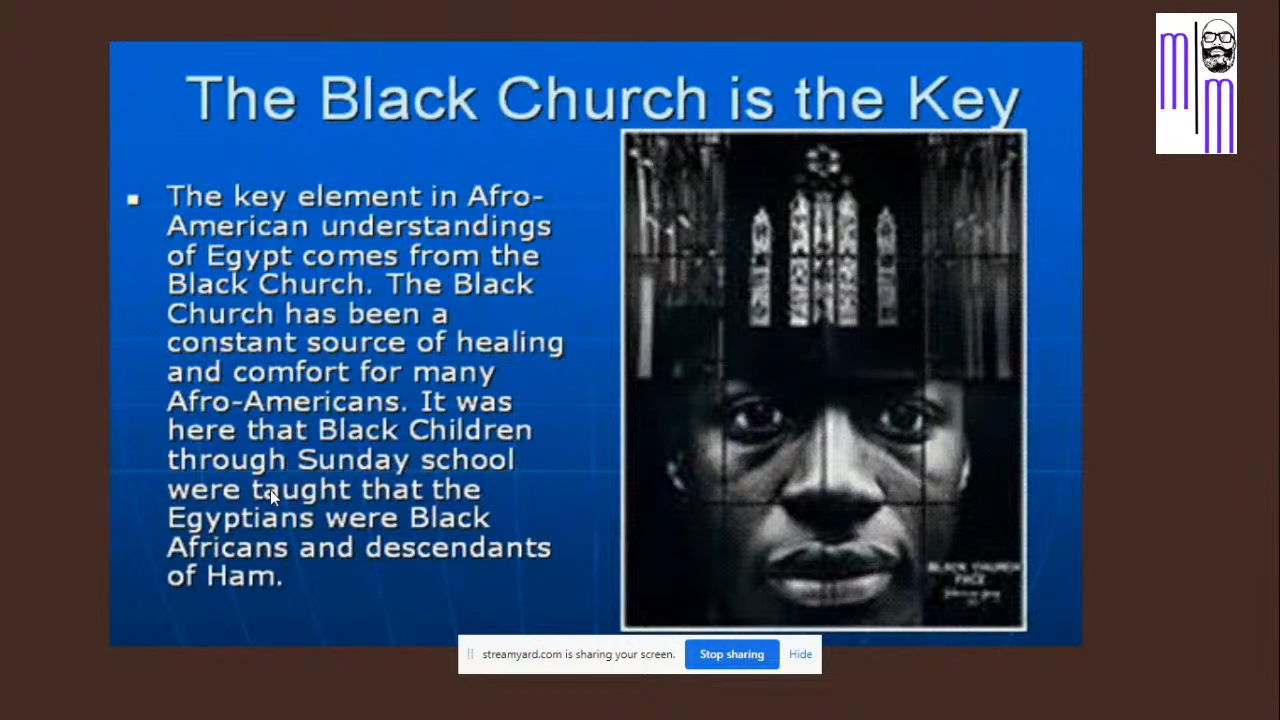 The Black Church is the Key
The key element in Afro-
American understandings
of Egypt comes from the
Black Church. The Black
Church has been a
constant source of healing
and comfort for many
Afro-Americans. It was
here that Black Children
through Sunday school
were taught that the
Egyptians were Black
Africans and descendants
of Ham.
BLACK CHURCH
FACE
m m
streamyard.com is sharing your screen.
Stop sharing
Hide